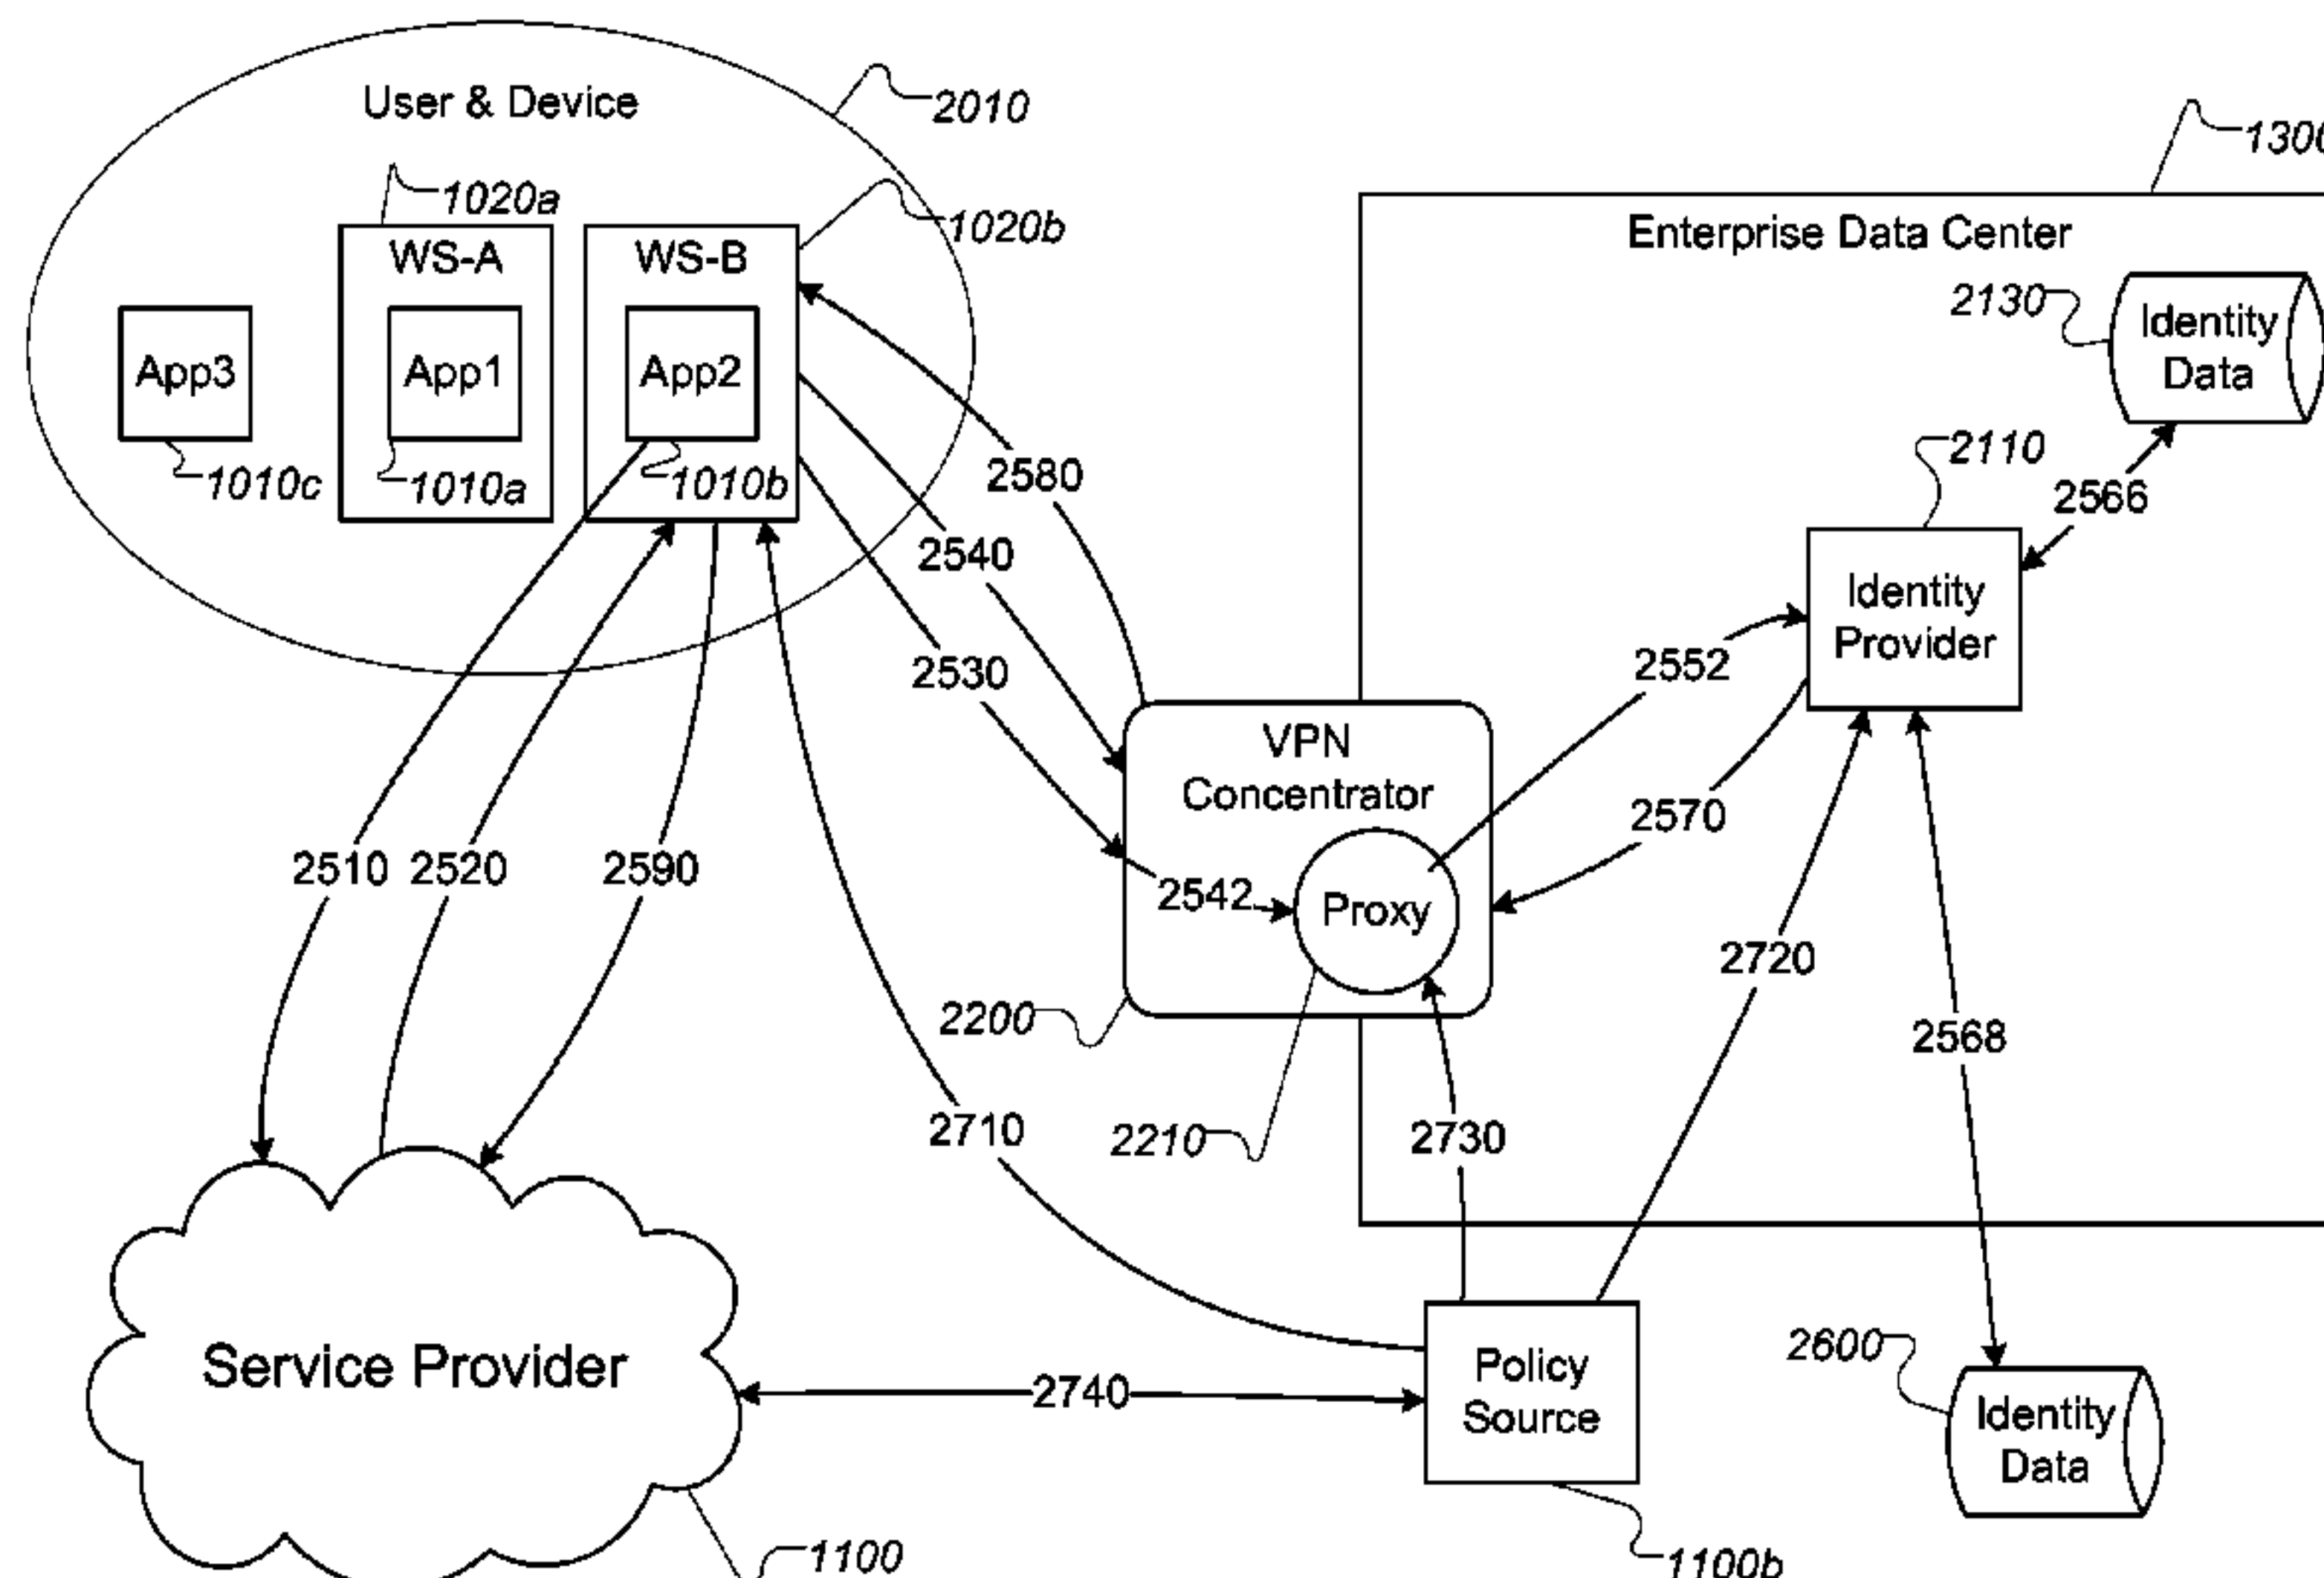 User & Device
2010
1300
1020a
1020b
Enterprise Data Center
WS-A
WS-B
2130
Identity
Data
App3
App1
App2
2110
1010c
1010a
1010b
2580
2566
2540
Identity
Provider
2530
2552
VPN
Concentrator
2570
2510
2520
2590
2542
Proxy
2720
2200
2568
2710
2210
2730
Service Provider
2740
Policy
Source
2600
Identity
Data
1100
1100b